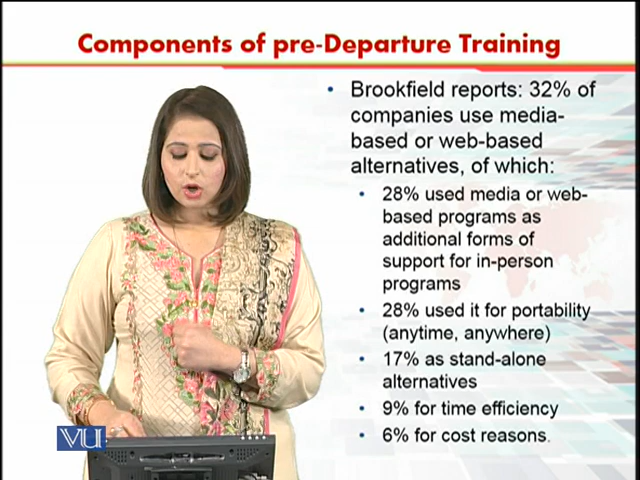 Components of pre-Departure Training
• Brookfield reports: 32% of
companies use media-
based or web-based
alternatives, of which:
• 28% used media or web-
based programs as
additional forms of
support for in-person
programs
• 28% used it for portability
(anytime, anywhere)
• 17% as stand-alone
alternatives
• 9% for time efficiency
• 6% for cost reasons.
VU